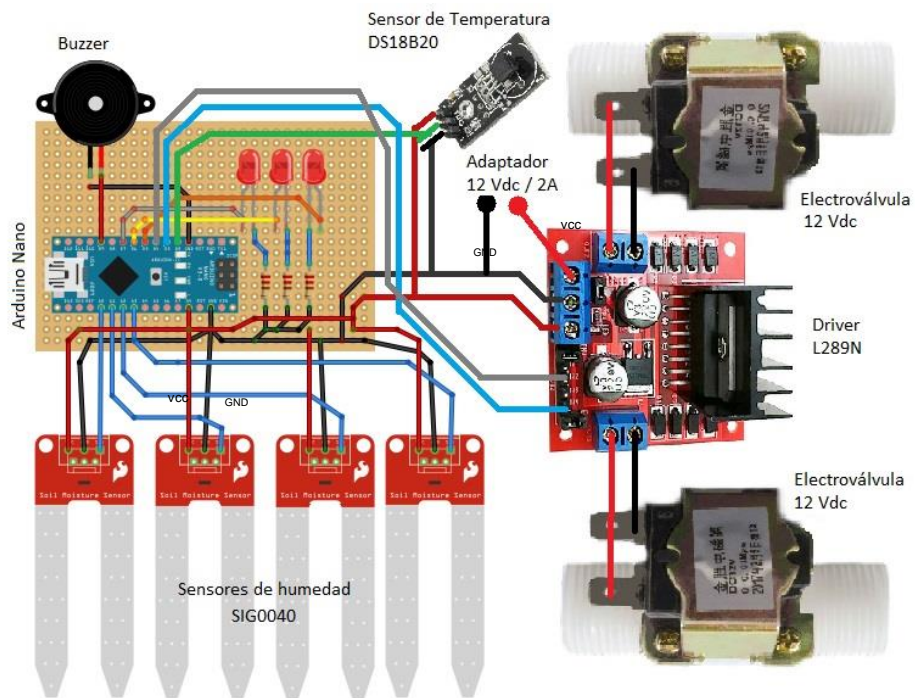 Buzzer
Sensor de Temperatura
DS18B20
Adaptador
12 Vdc / 2A
VCC
GND
Electroválvula
12 Vdc
Arduino Nano
Driver
L289N
VCC
GND
Electroválvula
12 Vdc
Soil Moisture Sensor
Soil Moisture Sensor
Soil Moisture Sensor
Soil Moisture Sensor
Sensores de humedad
SIG0040